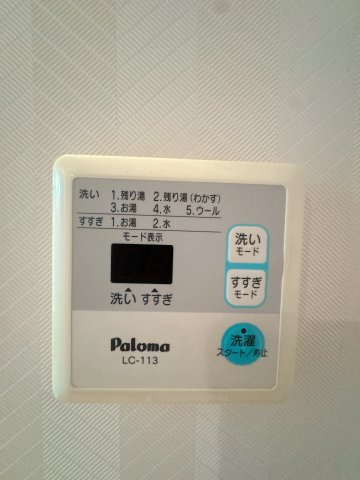 洗い 1.残り湯 2.残り湯(わかす)
3.お湯 4.水 5.ウール
すすぎ 1.お湯 2.水
モード表示
洗い すすぎ
洗い
モード
すすぎ
モード
洗濯
スタート/停止
Paloma
LC-113